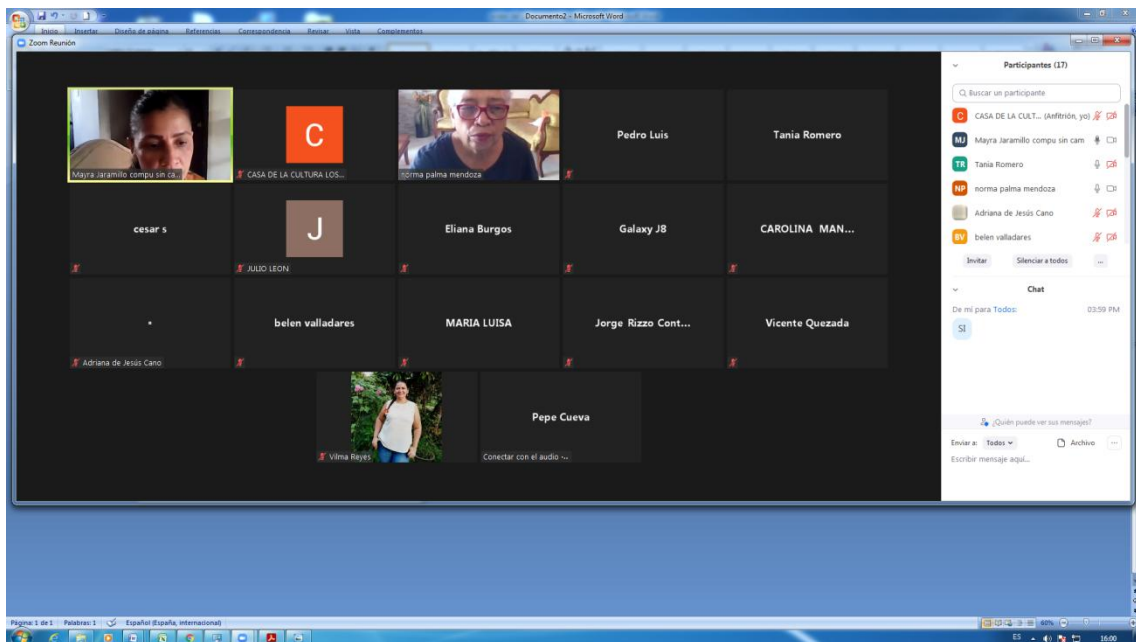 Documento2 - Microsoft Word
Inicio Insertar Diseño de página Referencias Correspondencia Revisar Vista Complementos
Zoom Reunión
Mayra Jaramillo compu sin ca...
C
CASA DE LA CULTURA LOS...
norma palma mendoza
Pedro Luis
Tania Romero
cesar s
J
JULIO LEON
Eliana Burgos
Galaxy J8
CAROLINA MAN...
Adriana de Jesús Cano
belen valladares
MARIA LUISA
Jorge Rizzo Cont...
Vicente Quezada
Vilma Reyes
Pepe Cueva
Conectar con el audio -...
Participantes (17)
Buscar un participante
C CASA DE LA CULT... (Anfitrión, yo)
MJ Mayra Jaramillo compu sin cam
TR Tania Romero
NP norma palma mendoza
Adriana de Jesús Cano
BV belen valladares
Invitar Silenciar a todos ...
Chat
De mí para Todos: 03:59 PM
SI
¿Quién puede ver sus mensajes?
Enviar a: Todos Archivo ...
Escribir mensaje aquí...
Página: 1 de 1 Palabras: 1 Español (España, internacional) 60%
ES 16:00